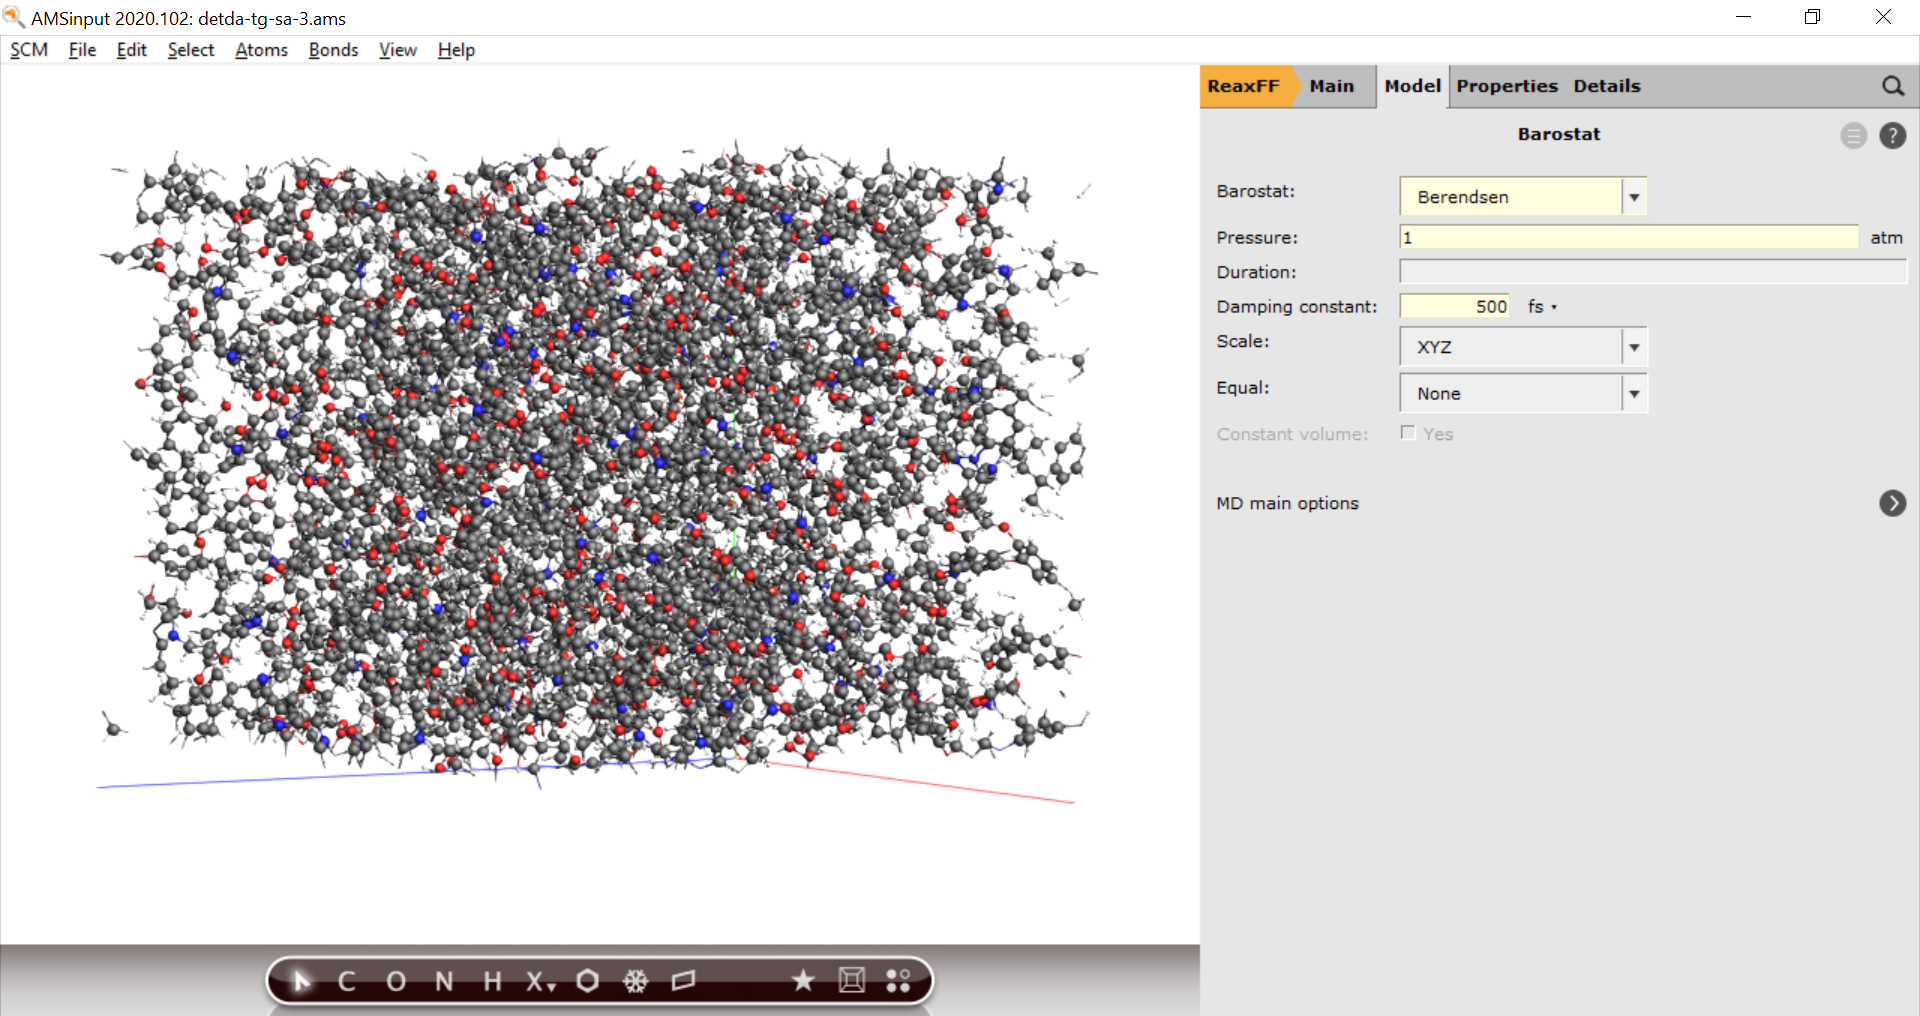 AMSinput 2020.102: detda-tg-sa-3.ams
SCM File Edit Select Atoms Bonds View Help
ReaxFF Main Model Properties Details
Barostat
Barostat: Berendsen
Pressure: 1 atm
Duration:
Damping constant: 500 fs
Scale: XYZ
Equal: None
Constant volume: Yes
MD main options
C O N H X